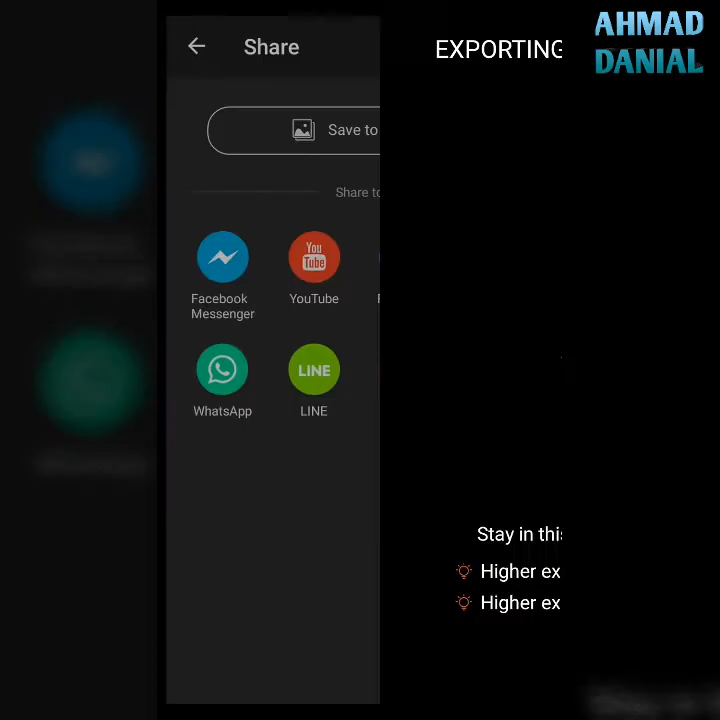 Share
Save to
Share to
Facebook
Messenger
YouTube
You
Tube
WhatsApp
LINE
LINE
EXPORTING
Stay in this
Higher ex
Higher ex
AHMAD
DANIAL